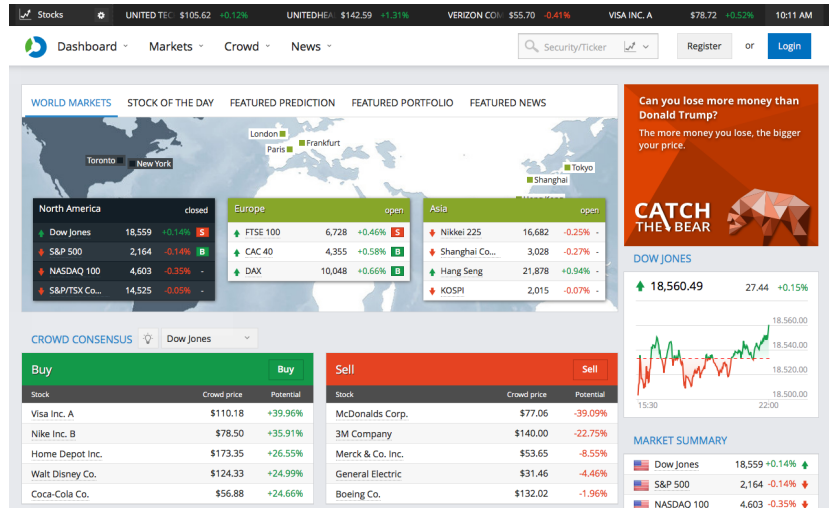 Stocks UNITED TEC $105.62 +0.12% UNITEDHEA $142.59 +1.31% VERIZON COM $55.70 -0.41% VISA INC. A $78.72 +0.52% 10:11 AM
Dashboard Markets Crowd News Security/Ticker Register or Login
WORLD MARKETS STOCK OF THE DAY FEATURED PREDICTION FEATURED PORTFOLIO FEATURED NEWS
London
Frankfurt
Paris
Toronto
New York
Tokyo
Shanghai
Hong Kong
North America closed
Dow Jones 18,559 +0.14% S
S&P 500 2,164 -0.14% B
NASDAQ 100 4,603 -0.35% -
S&P/TSX Co... 14,525 -0.05% -
Europe open
FTSE 100 6,728 +0.46% S
CAC 40 4,355 +0.58% B
DAX 10,048 +0.66% B
Asia open
Nikkei 225 16,682 -0.25% -
Shanghai Co... 3,028 -0.27% -
Hang Seng 21,878 +0.94% -
KOSPI 2,015 -0.07% -
Can you lose more money than
Donald Trump?
The more money you lose, the bigger
your price.
CATCH
THE BEAR
DOW JONES
18,560.49 27.44 +0.15%
18.560.00
18.540.00
18.520.00
18.500.00
15:30 22:00
CROWD CONSENSUS Dow Jones
Buy Buy
Stock Crowd price Potential
Visa Inc. A $110.18 +39.96%
Nike Inc. B $78.50 +35.91%
Home Depot Inc. $173.35 +26.55%
Walt Disney Co. $124.33 +24.99%
Coca-Cola Co. $56.88 +24.66%
Sell Sell
Stock Crowd price Potential
McDonalds Corp. $77.06 -39.09%
3M Company $140.00 -22.75%
Merck & Co. Inc. $53.65 -8.55%
General Electric $31.46 -4.46%
Boeing Co. $132.02 -1.96%
MARKET SUMMARY
Dow Jones 18,559 +0.14%
S&P 500 2,164 -0.14%
NASDAQ 100 4,603 -0.35%